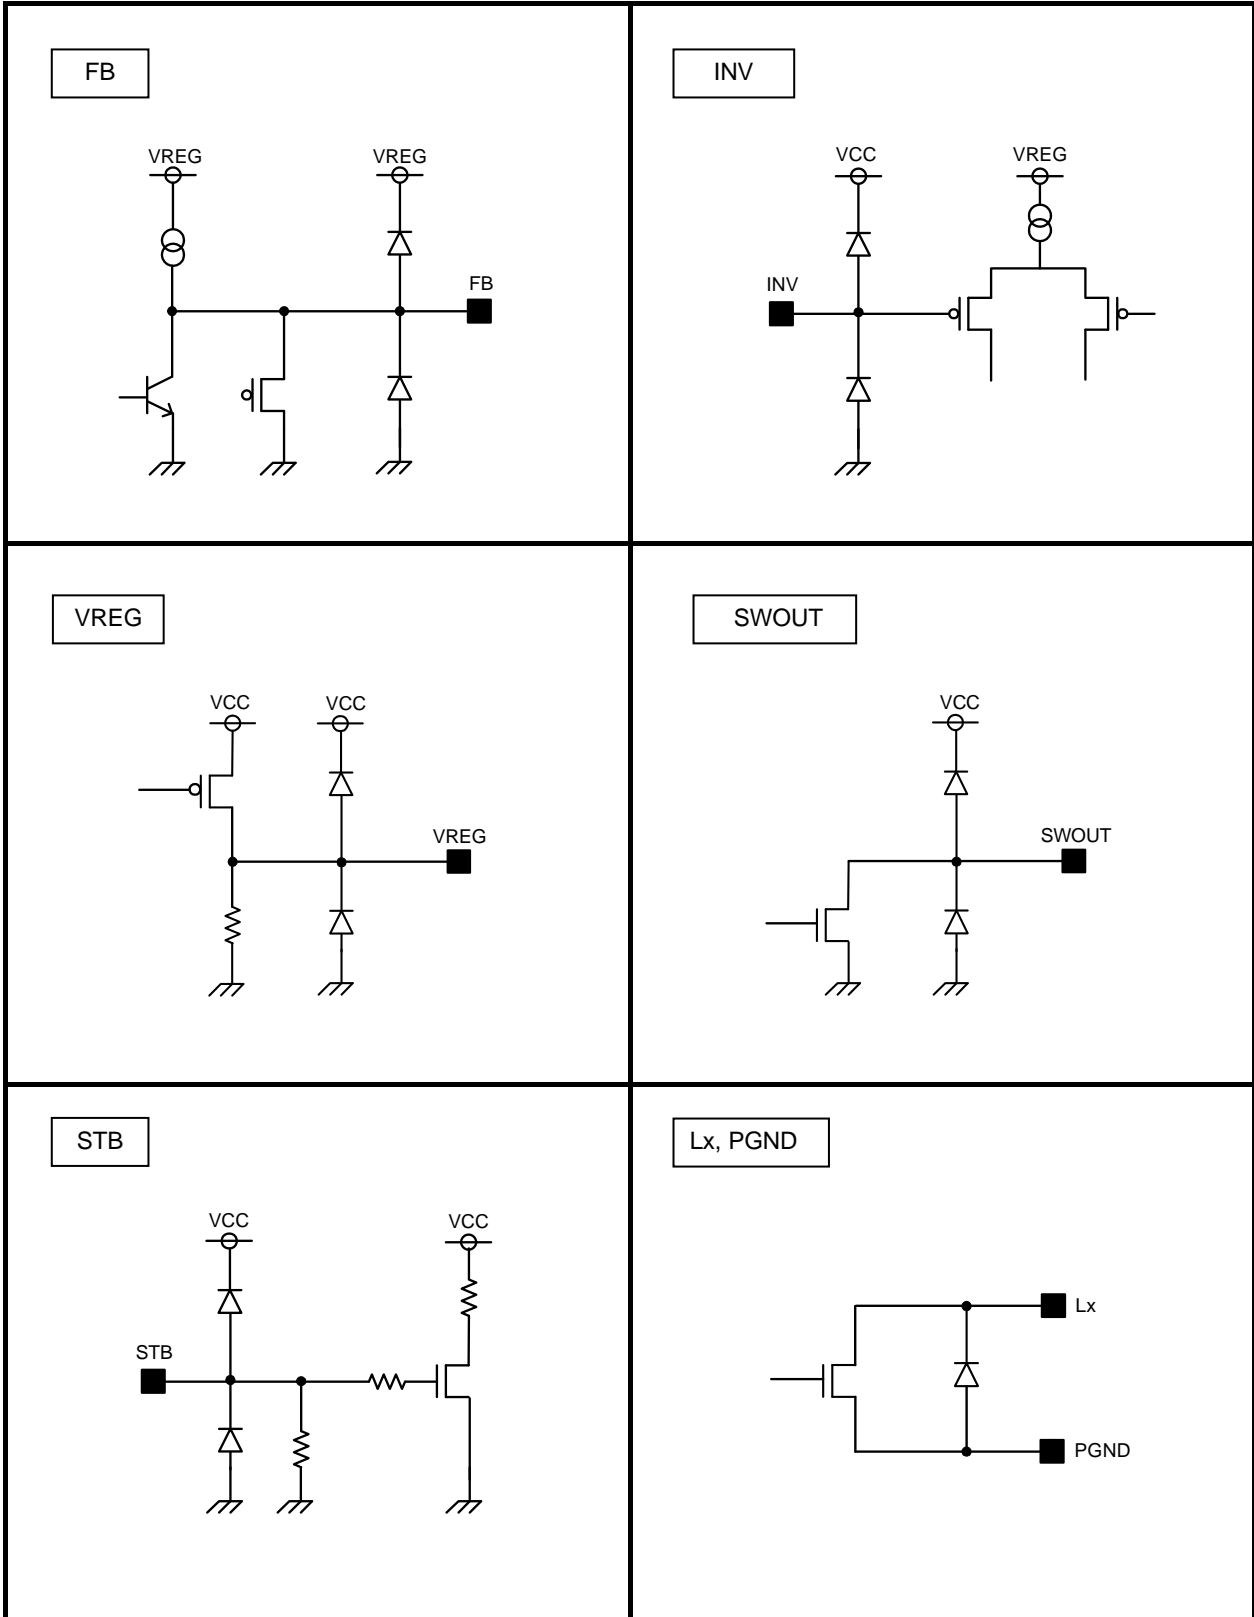 FB
VREG
VREG
FB
INV
VCC
VREG
INV
VREG
VCC
VCC
VREG
SWOUT
VCC
SWOUT
STB
VCC
VCC
STB
Lx, PGND
Lx
PGND